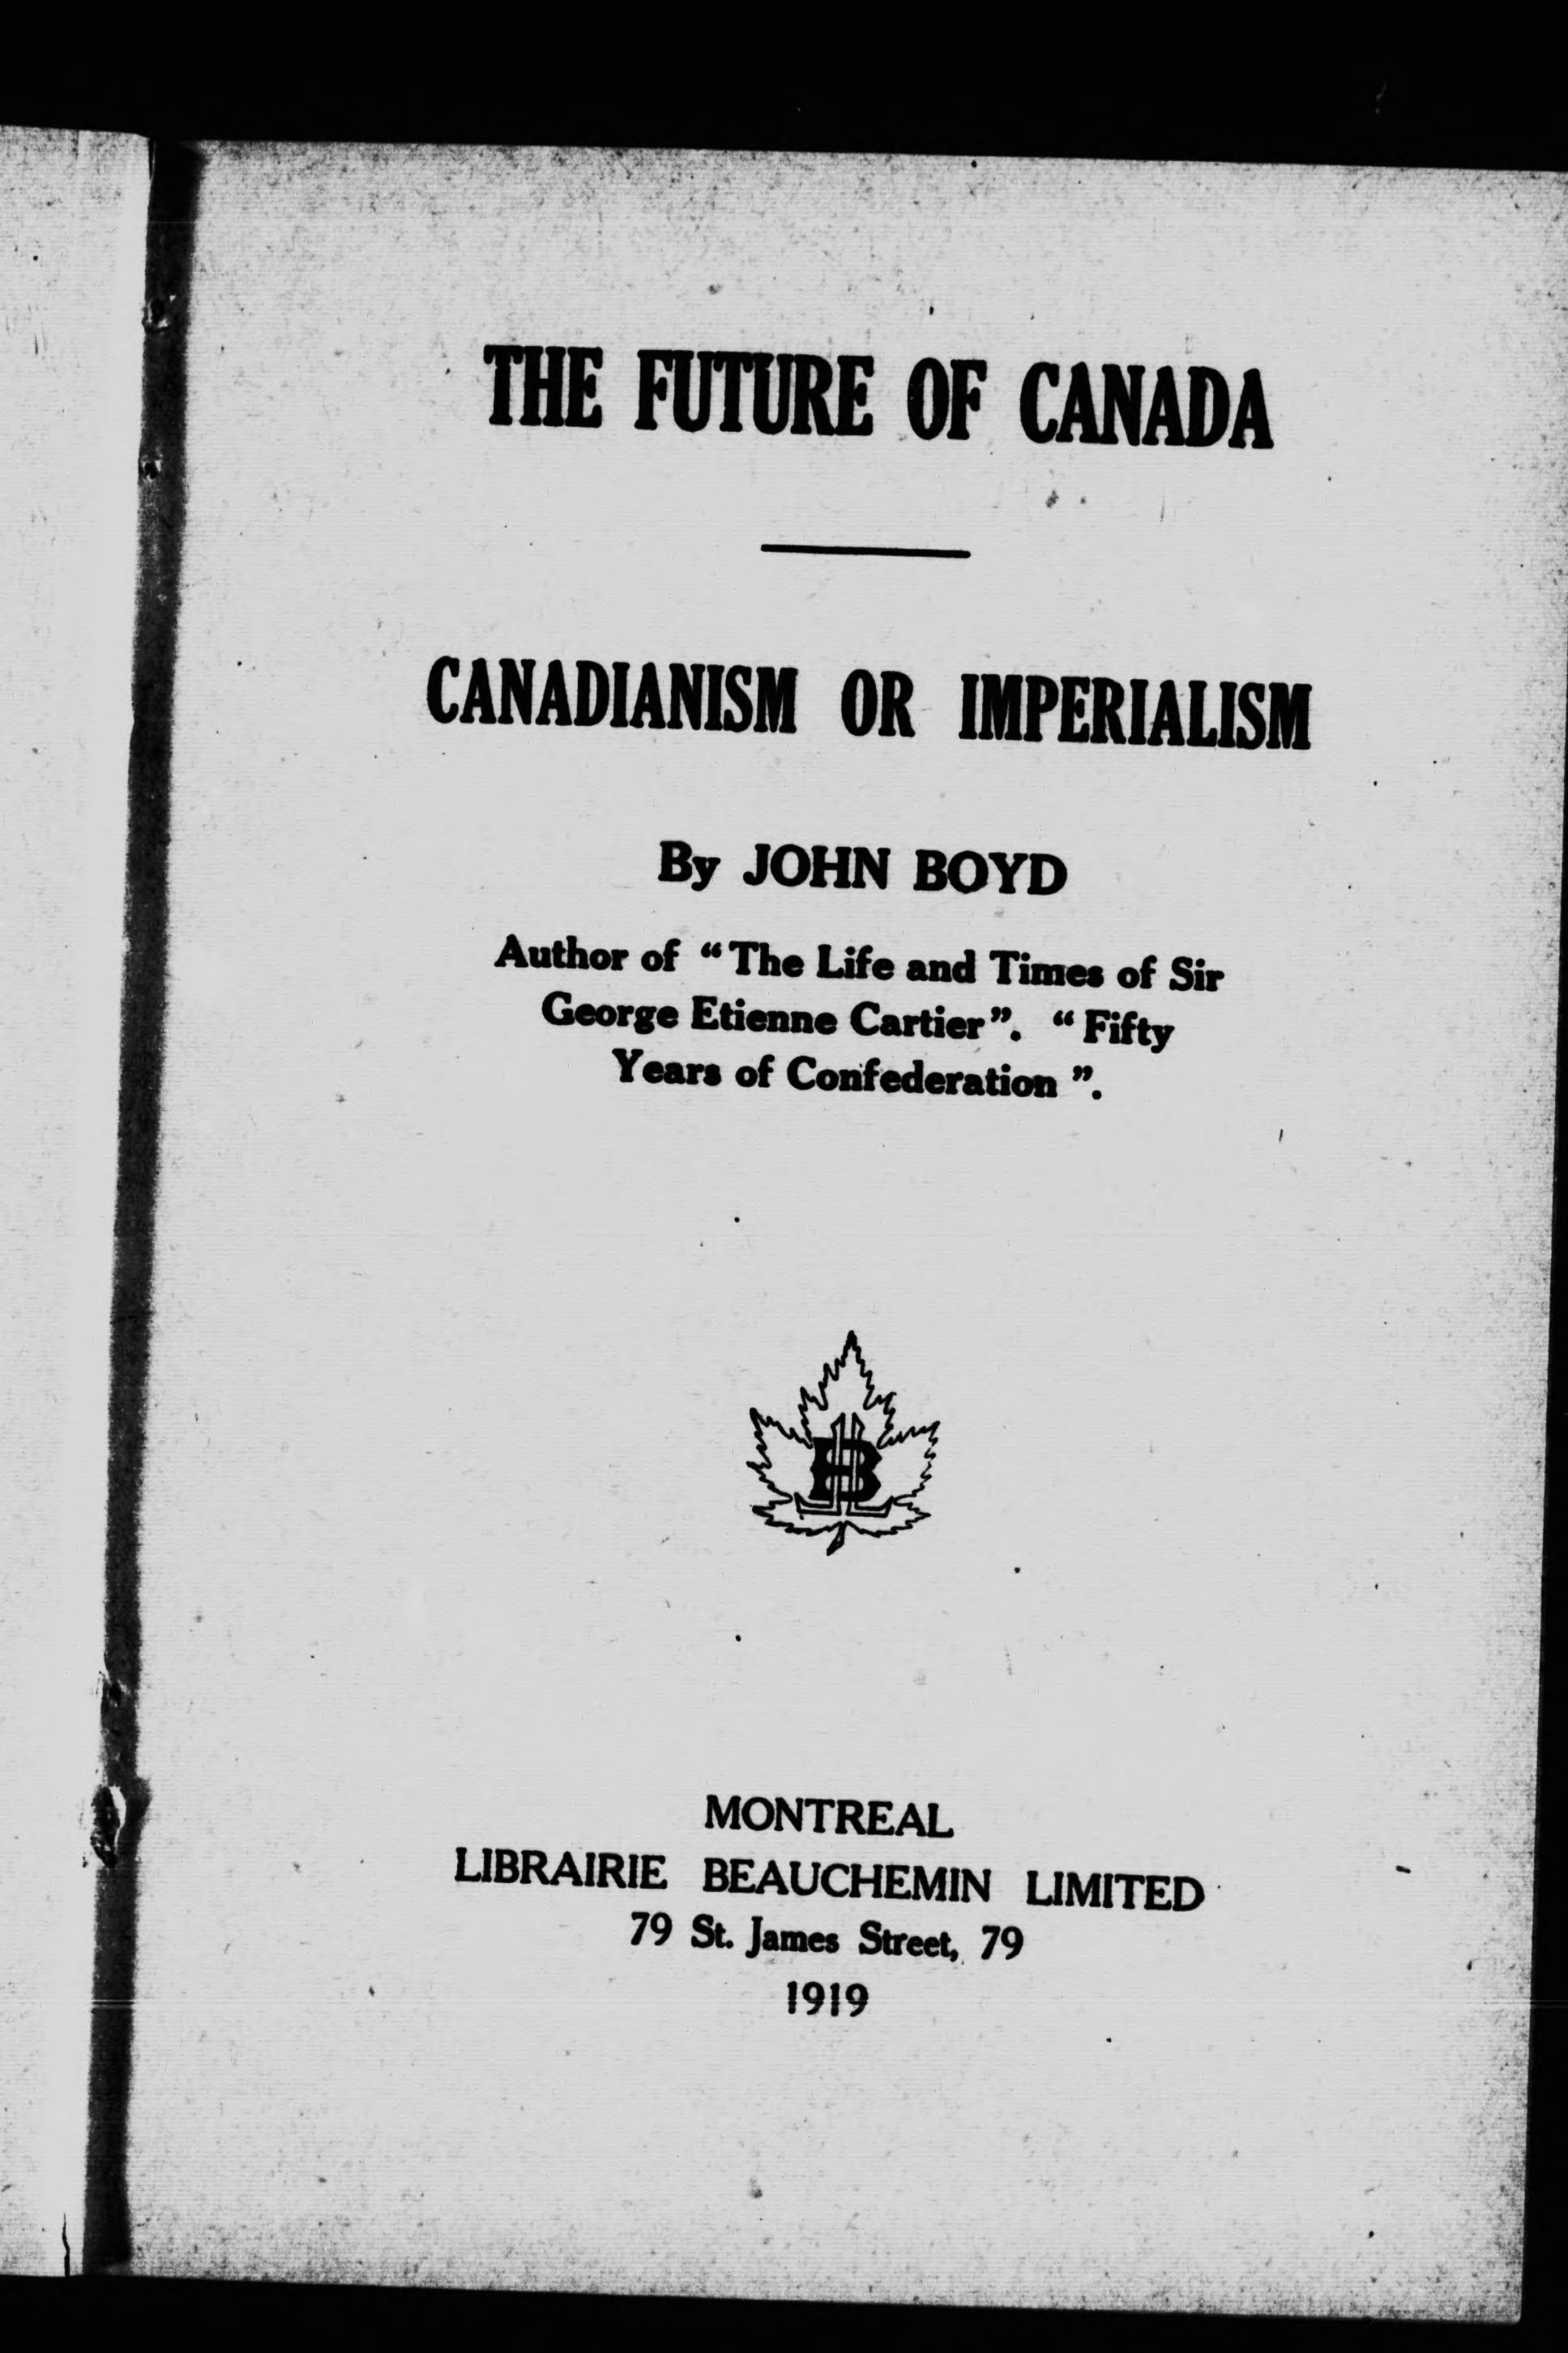 THE FUTURE OF CANADA
CANADIANISM OR IMPERIALISM
By JOHN BOYD
Author of “The Life and Times of Sir
George Etienne Cartier”. “Fifty
Years of Confederation”.
MONTREAL
LIBRAIRIE BEAUCHEMIN LIMITED
79 St. James Street, 79
1919